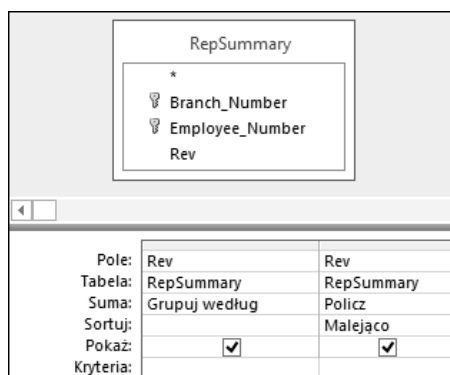 RepSummary
*
Branch_Number
Employee_Number
Rev
Pole: Rev Rev
Tabela: RepSummary RepSummary
Suma: Grupuj według Policz
Sortuj: Malejąco
Pokaż:
Kryteria: